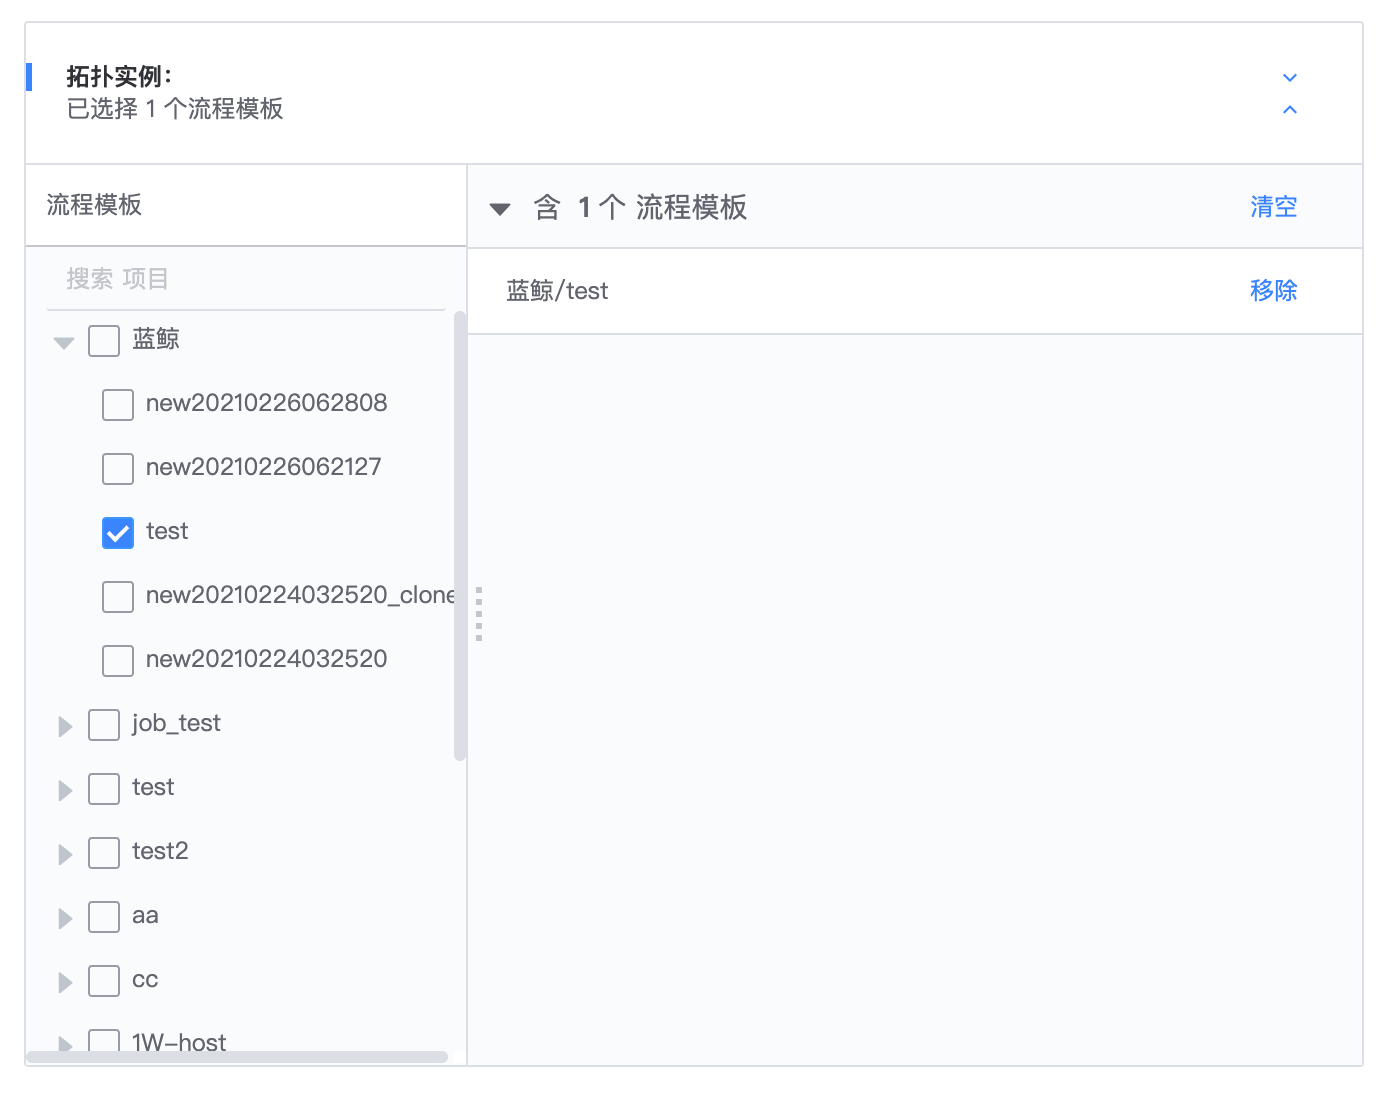 拓扑实例:
已选择 1 个流程模板
流程模板
搜索 项目
蓝鲸
new20210226062808
new20210226062127
test
new20210224032520_clone
new20210224032520
job_test
test
test2
aa
cc
1W-host
含 1 个 流程模板
清空
蓝鲸/test
移除